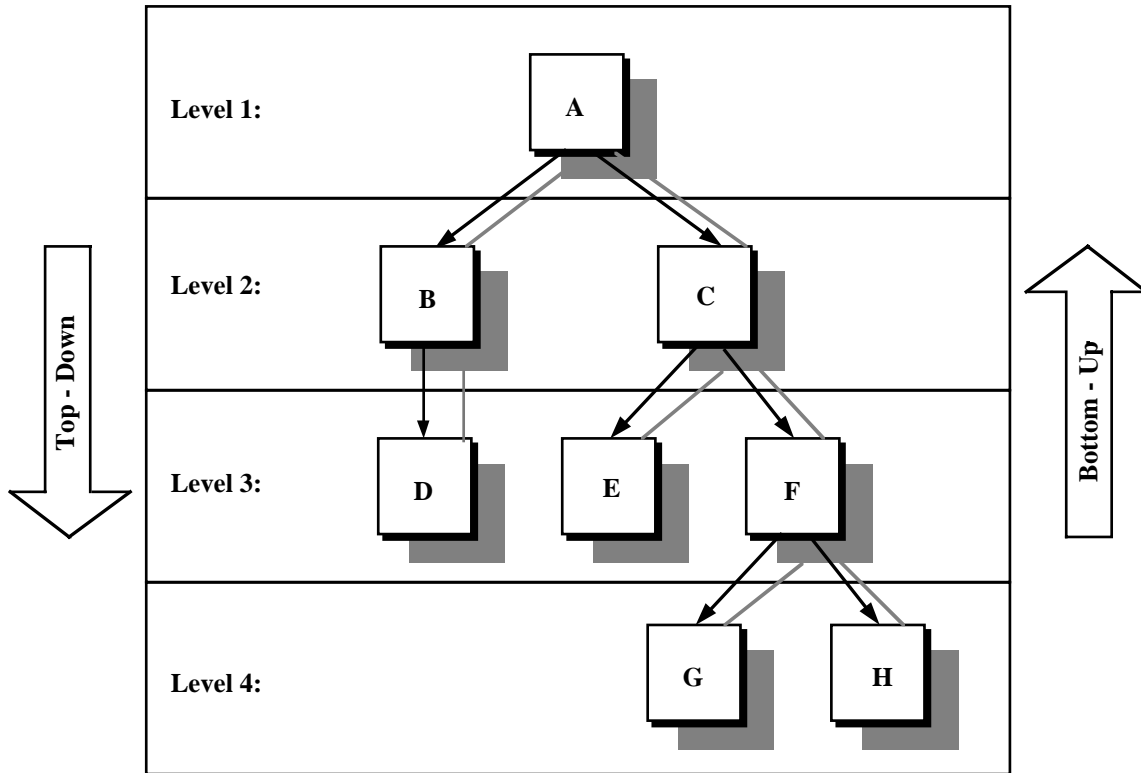 Level 1:
A
Level 2:
B
C
Top - Down
Bottom - Up
Level 3:
D
E
F
Level 4:
G
H